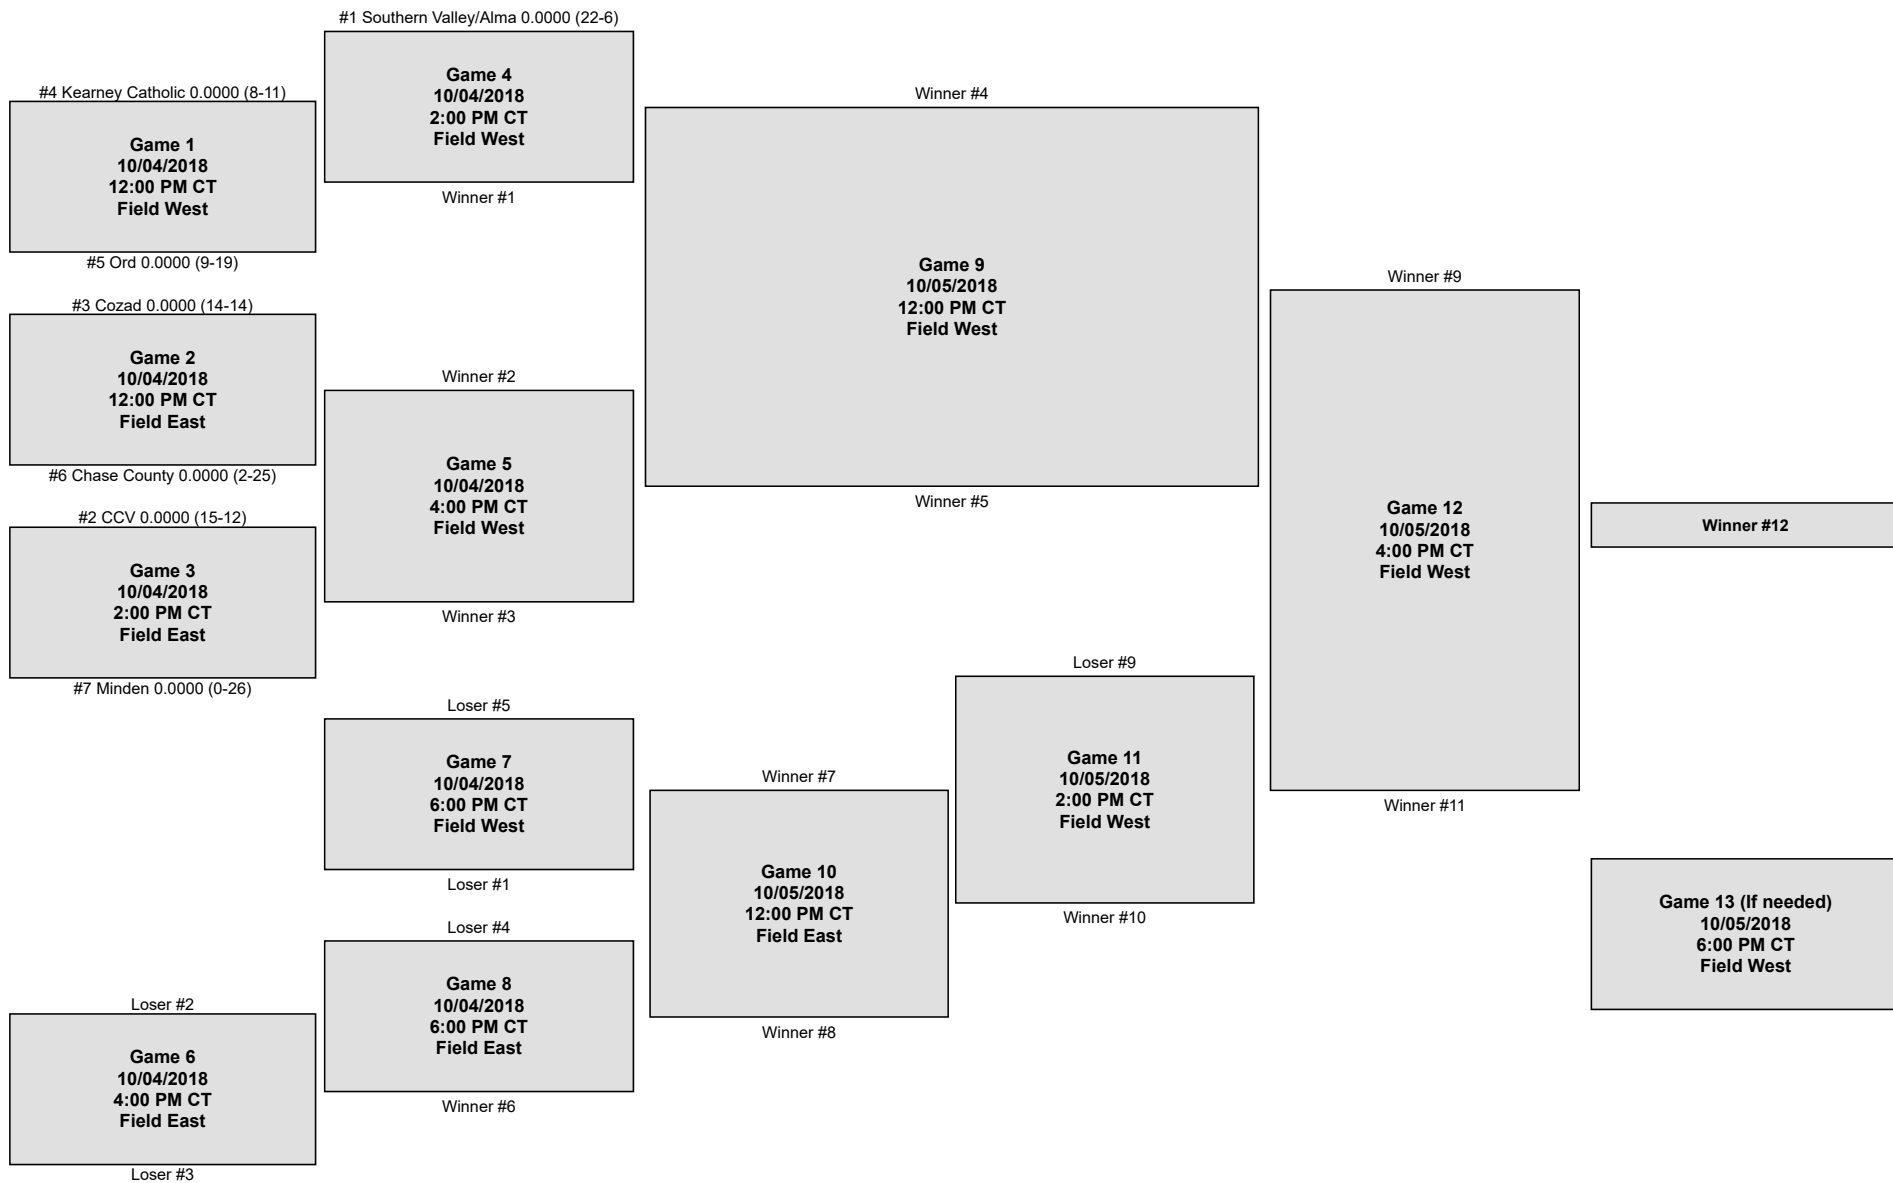 #1 Southern Valley/Alma 0.0000 (22-6)
Game 4
10/04/2018
2:00 PM CT
Field West
Winner #1
#4 Kearney Catholic 0.0000 (8-11)
Game 1
10/04/2018
12:00 PM CT
Field West
#5 Ord 0.0000 (9-19)
#3 Cozad 0.0000 (14-14)
Game 2
10/04/2018
12:00 PM CT
Field East
#6 Chase County 0.0000 (2-25)
#2 CCV 0.0000 (15-12)
Game 3
10/04/2018
2:00 PM CT
Field East
#7 Minden 0.0000 (0-26)
Winner #2
Game 5
10/04/2018
4:00 PM CT
Field West
Winner #3
Winner #4
Game 9
10/05/2018
12:00 PM CT
Field West
Winner #5
Winner #9
Game 12
10/05/2018
4:00 PM CT
Field West
Winner #11
Winner #12
Loser #5
Game 7
10/04/2018
6:00 PM CT
Field West
Loser #1
Loser #4
Game 8
10/04/2018
6:00 PM CT
Field East
Winner #6
Loser #2
Game 6
10/04/2018
4:00 PM CT
Field East
Loser #3
Winner #7
Game 10
10/05/2018
12:00 PM CT
Field East
Winner #8
Loser #9
Game 11
10/05/2018
2:00 PM CT
Field West
Winner #10
Game 13 (If needed)
10/05/2018
6:00 PM CT
Field West